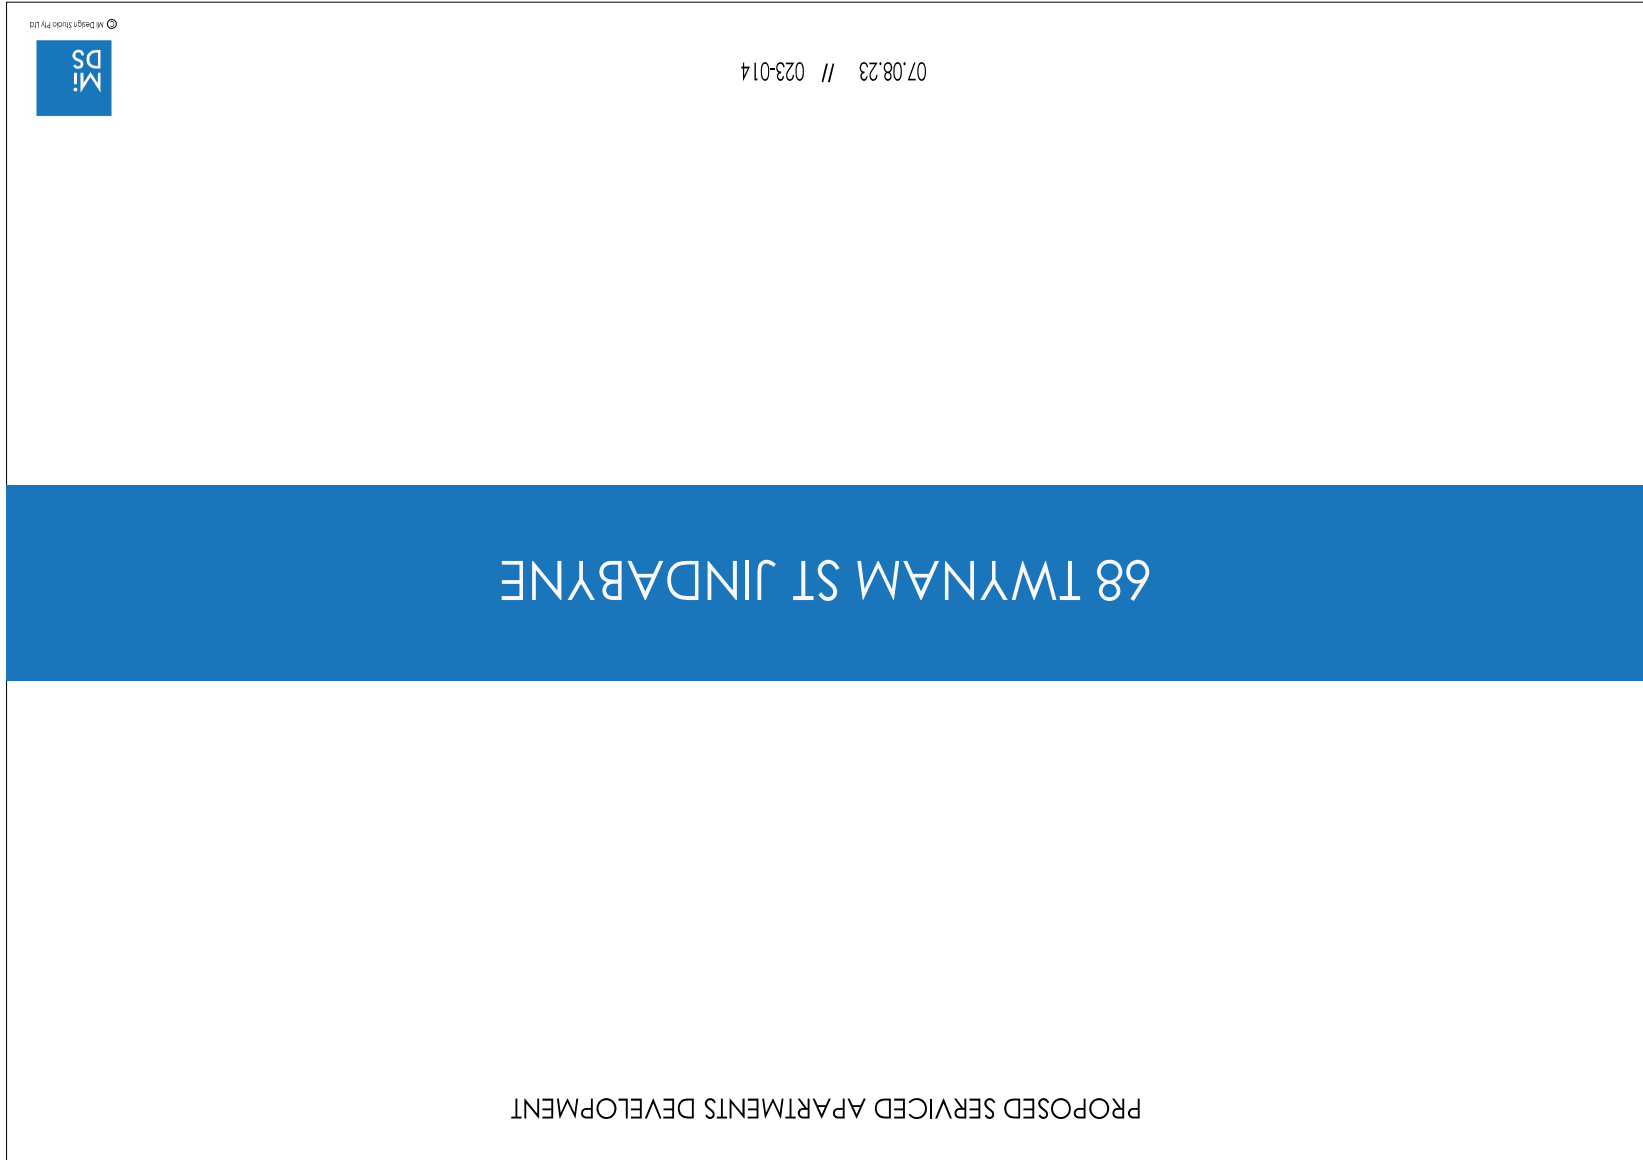 PROPOSED SERVICED APARTMENTS DEVELOPMENT
68 TWYNAM ST JINDABYNE
07.08.23 // 023-014
Mi
DS
© Mi Design Studio Pty Ltd